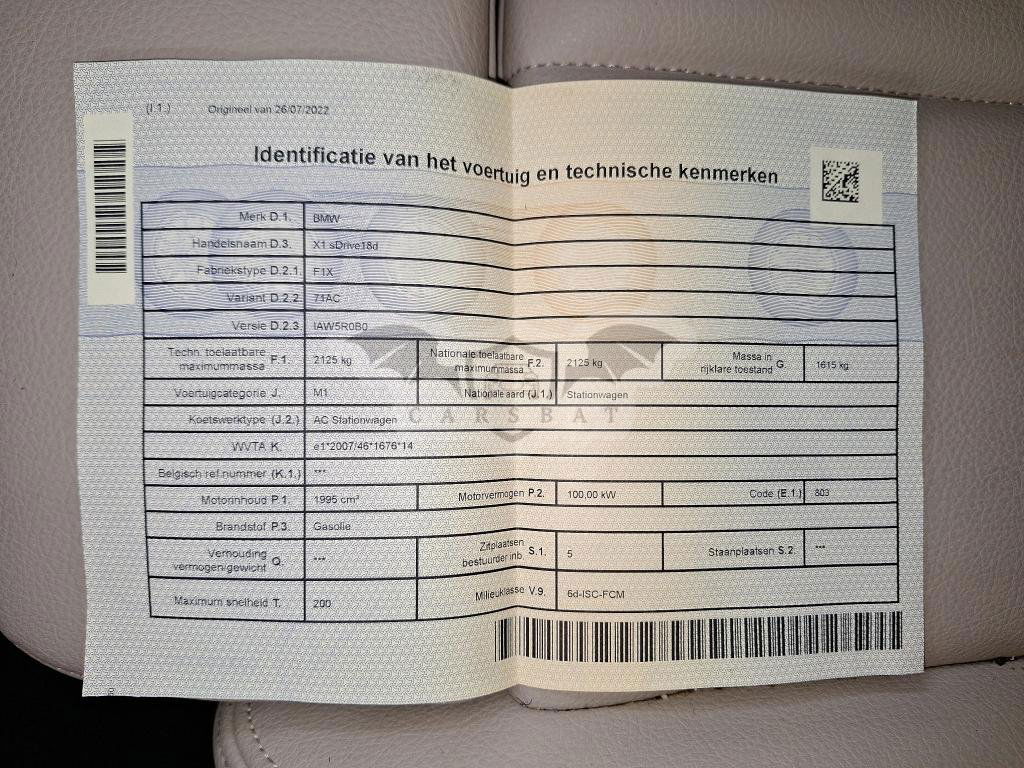 (I.1.) Origineel van 26/07/2022
Identificatie van het voertuig en technische kenmerken
Merk D.1. BMW
Handelsnaam D.3. X1 sDrive18d
Fabriekstype D.2.1. F1X
Variant D.2.2. 71AC
Versie D.2.3. IAW5R0B0
Techn. toelaatbare maximummassa F.1. 2125 kg Nationale toelaatbare maximummassa F.2. 2125 kg Massa in rijklare toestand G. 1615 kg
Voertuigcategorie J. M1 Nationale aard (J.1.) Stationwagen
Koetswerktype (J.2.) AC Stationwagen
CARSBAT
WVTA K. e1*2007/46*1676*14
Belgisch ref nummer (K.1.) ---
Motorinhoud P.1. 1995 cm³ Motorvermogen P.2. 100,00 kW Code (E.1.) 803
Brandstof P.3. Gasolie
Verhouding vermogen/gewicht Q. --- Zitplaatsen bestuurder inb. S.1. 5 Staanplaatsen S.2. ---
Maximum snelheid T. 200 Milieuklasse V.9. 6d-ISC-FCM